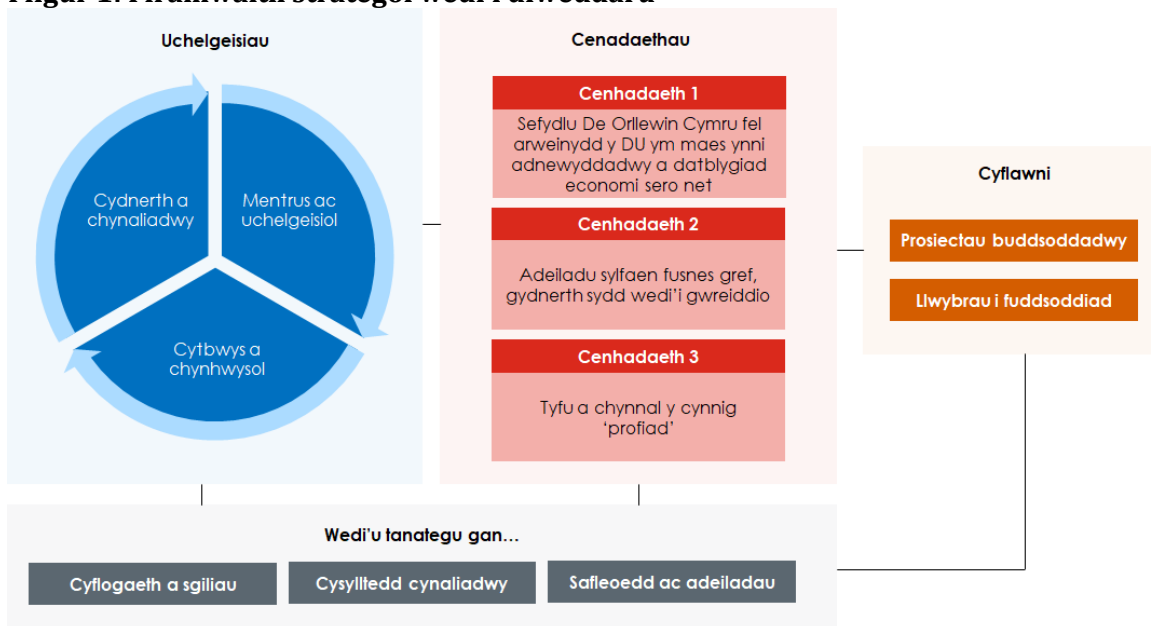 Uchelgeisiau
Cydnerth a
chynaliadwy
Mentrus ac
uchelgeisiol
Cytbwys a
chynhwysol
Cenadaethau
Cenhadaeth 1
Sefydlu De Orllewin Cymru fel
arweinydd y DU ym maes ynni
adnewyddadwy a datblygiad
economi sero net
Cenhadaeth 2
Adeiladu sylfaen fusnes gref,
gydnerth sydd wedi’i gwreiddio
Cenhadaeth 3
Tyfu a chynnal y cynnig
‘profiad’
Cyflawni
Prosiectau buddsoddadwy
Llwybrau i fuddsoddiad
Wedi’u tanategu gan…
Cyflogaeth a sgiliau
Cysylltedd cynaliadwy
Safleoedd ac adeiladau